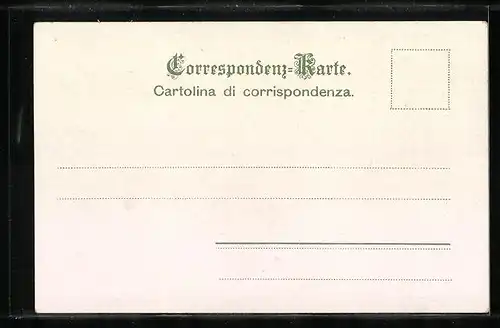 Correspondenz-Karte.
Cartolina di corrispondenza.